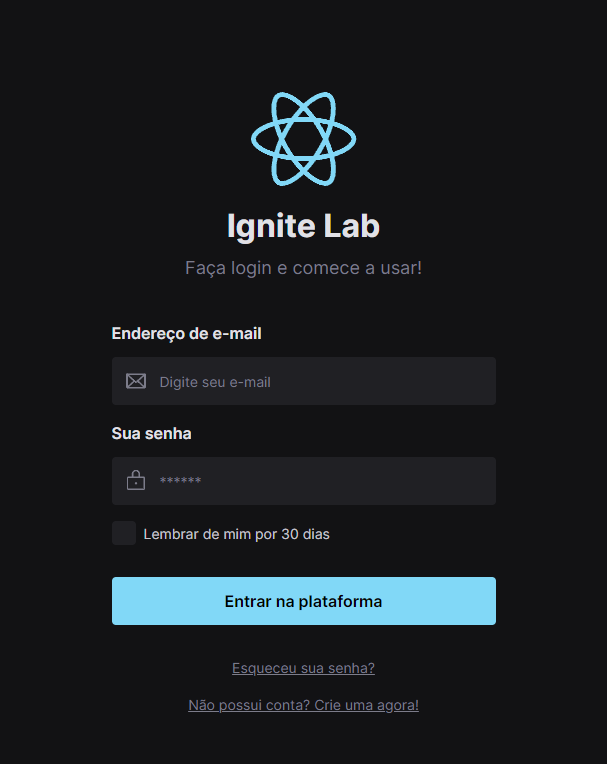 Ignite Lab
Faça login e comece a usar!
Endereço de e-mail
Digite seu e-mail
Sua senha
******
Lembrar de mim por 30 dias
Entrar na plataforma
Esqueceu sua senha?
Não possui conta? Crie uma agora!